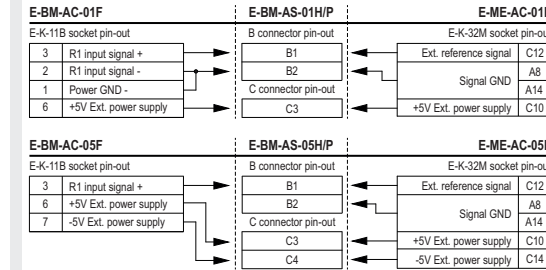 E-BM-AC-01F E-BM-AS-01H/P E-ME-AC-01
E-K-11B socket pin-out B connector pin-out E-K-32M socket pin-ou
3 R1 input signal + B1 Ext. reference signal C12
2 R1 input signal - B2 Signal GND A8
1 Power GND - C connector pin-out A14
6 +5V Ext. power supply C3 +5V Ext. power supply C10
E-BM-AC-05F E-BM-AS-05H/P E-ME-AC-05
E-K-11B socket pin-out B connector pin-out E-K-32M socket pin-ou
3 R1 input signal + B1 Ext. reference signal C12
6 +5V Ext. power supply B2 Signal GND A8
7 -5V Ext. power supply C connector pin-out A14
C3 +5V Ext. power supply C10
C4 -5V Ext. power supply C14